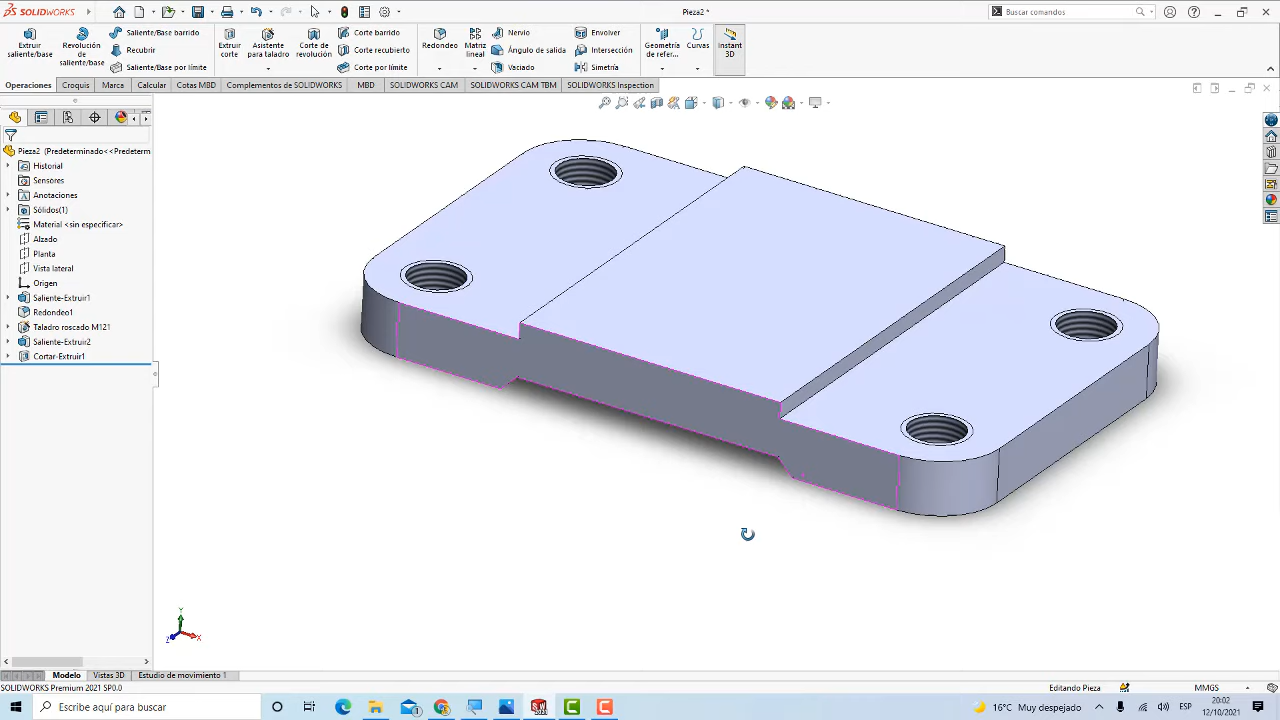 SOLIDWORKS
Pieza2 *
Buscar comandos
Extruir saliente/base
Revolución de saliente/base
Saliente/Base barrido
Recubrir
Saliente/Base por límite
Extruir corte
Asistente para taladro
Corte de revolución
Corte barrido
Corte recubierto
Corte por límite
Redondeo
Matriz lineal
Nervio
Ángulo de salida
Vaciado
Envolver
Intersección
Simetría
Geometría de refer...
Curvas
Instant 3D
Operaciones
Croquis
Marca
Calcular
Cotas MBD
Complementos de SOLIDWORKS
MBD
SOLIDWORKS CAM
SOLIDWORKS CAM TBM
SOLIDWORKS Inspection
Pieza2 (Predeterminado<<Predeterm
Historial
Sensores
Anotaciones
Sólidos(1)
Material <sin especificar>
Alzado
Planta
Vista lateral
Origen
Saliente-Extruir1
Redondeo1
Taladro roscado M121
Saliente-Extruir2
Cortar-Extruir1
Y
Z
X
Modelo
Vistas 3D
Estudio de movimiento 1
SOLIDWORKS Premium 2021 SP0.0
Editando Pieza
MMGS
Escribe aquí para buscar
16°C Muy despejado
ESP
20:02
12/10/2021